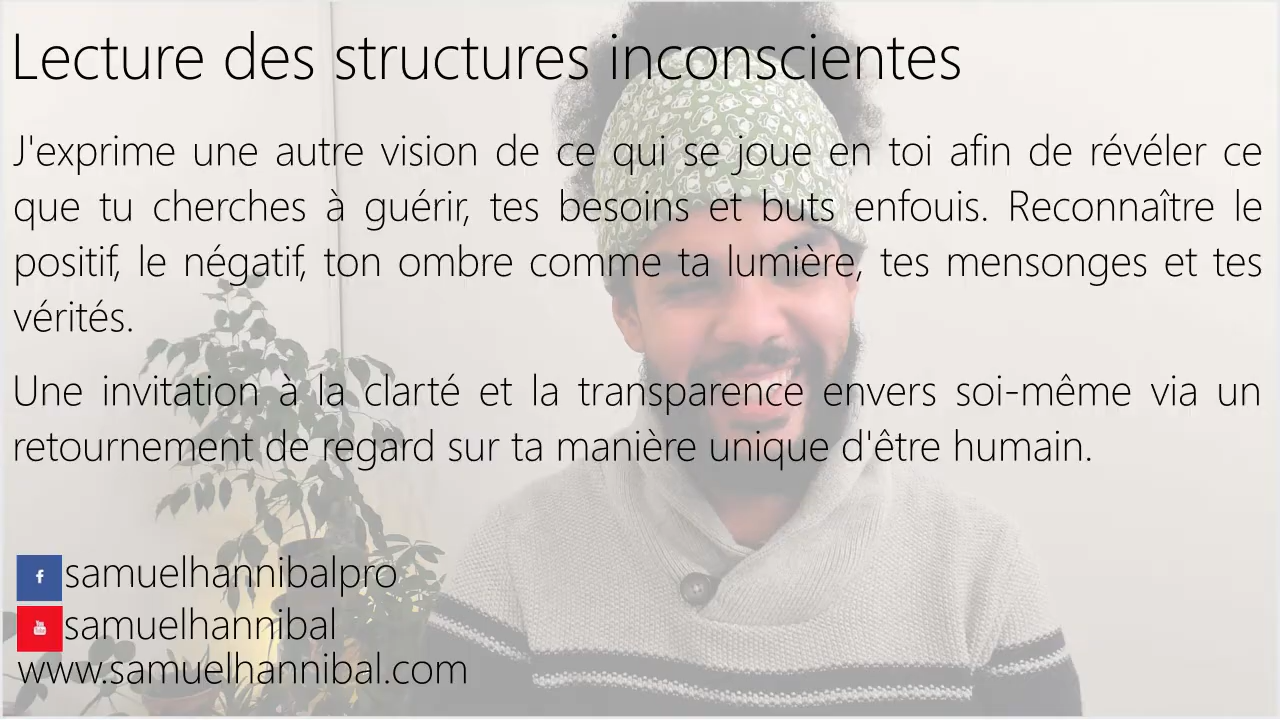 Lecture des structures inconscientes
J'exprime une autre vision de ce qui se joue en toi afin de révéler ce
que tu cherches à guérir, tes besoins et buts enfouis. Reconnaître le
positif, le négatif, ton ombre comme ta lumière, tes mensonges et tes
vérités.
Une invitation à la clarté et la transparence envers soi-même via un
retournement de regard sur ta manière unique d'être humain.
f samuelhannibalpro
You Tube samuelhannibal
www.samuelhannibal.com